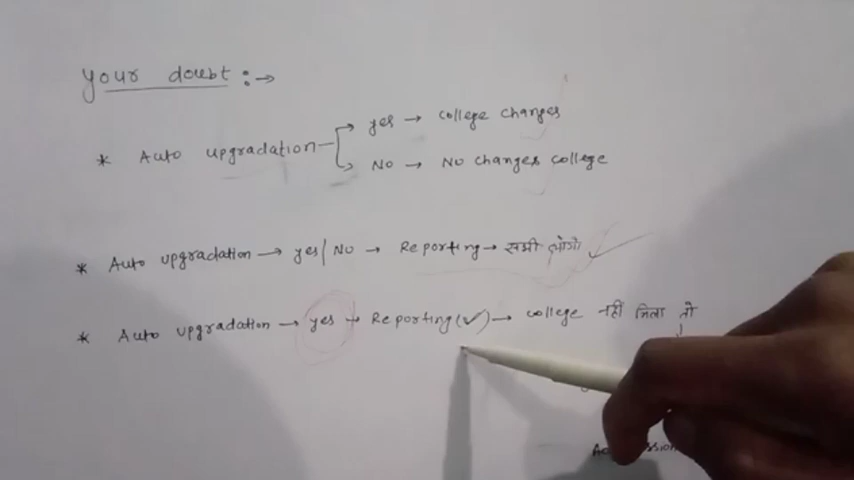 Your doubt :→
yes → college changes
* Auto upgradation
No → No changes college
* Auto upgradation → yes/No → Reporting → सभी लोगो ✓
* Auto upgradation → yes → Reporting(✓) → college नहीं मिला तो
↓